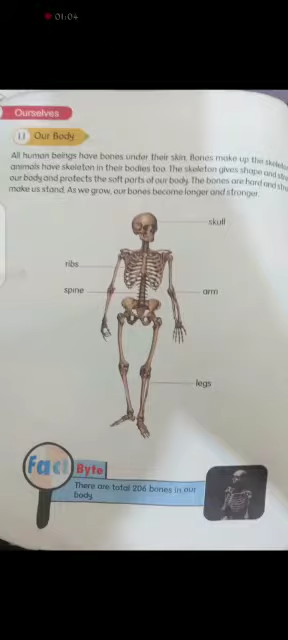 01:04
Ourselves
1.1 Our Body
All human beings have bones under their skin. Bones make up the
animals have skeleton in their bodies too. The skeleton gives shape and
our body and protects the soft parts of our body. The bones are hard and
make us stand. As we grow, our bones become longer and stronger.
skull
ribs
spine
arm
legs
Fact Byte
There are total 206 bones in our
body.